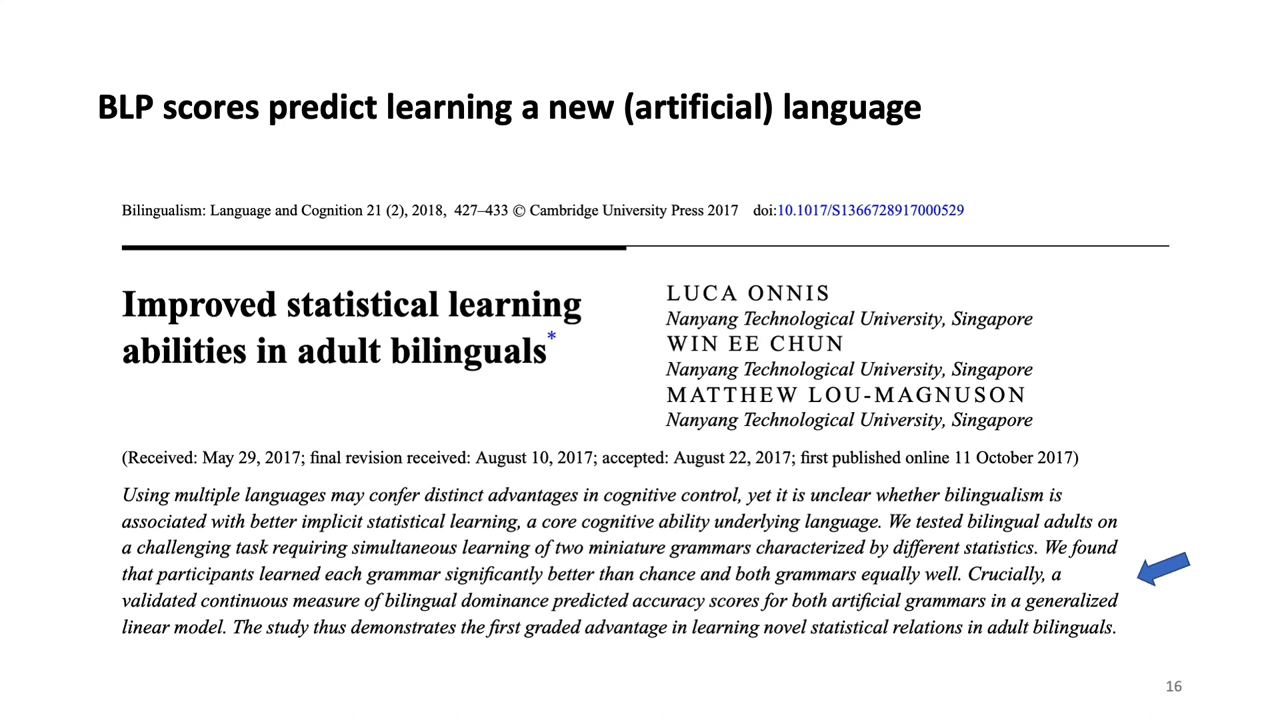 BLP scores predict learning a new (artificial) language
Bilingualism: Language and Cognition 21 (2), 2018, 427–433 © Cambridge University Press 2017 doi:10.1017/S1366728917000529
Improved statistical learning
abilities in adult bilinguals*
LUCA ONNIS
Nanyang Technological University, Singapore
WIN EE CHUN
Nanyang Technological University, Singapore
MATTHEW LOU-MAGNUSON
Nanyang Technological University, Singapore
(Received: May 29, 2017; final revision received: August 10, 2017; accepted: August 22, 2017; first published online 11 October 2017)
Using multiple languages may confer distinct advantages in cognitive control, yet it is unclear whether bilingualism is
associated with better implicit statistical learning, a core cognitive ability underlying language. We tested bilingual adults on
a challenging task requiring simultaneous learning of two miniature grammars characterized by different statistics. We found
that participants learned each grammar significantly better than chance and both grammars equally well. Crucially, a
validated continuous measure of bilingual dominance predicted accuracy scores for both artificial grammars in a generalized
linear model. The study thus demonstrates the first graded advantage in learning novel statistical relations in adult bilinguals.
16